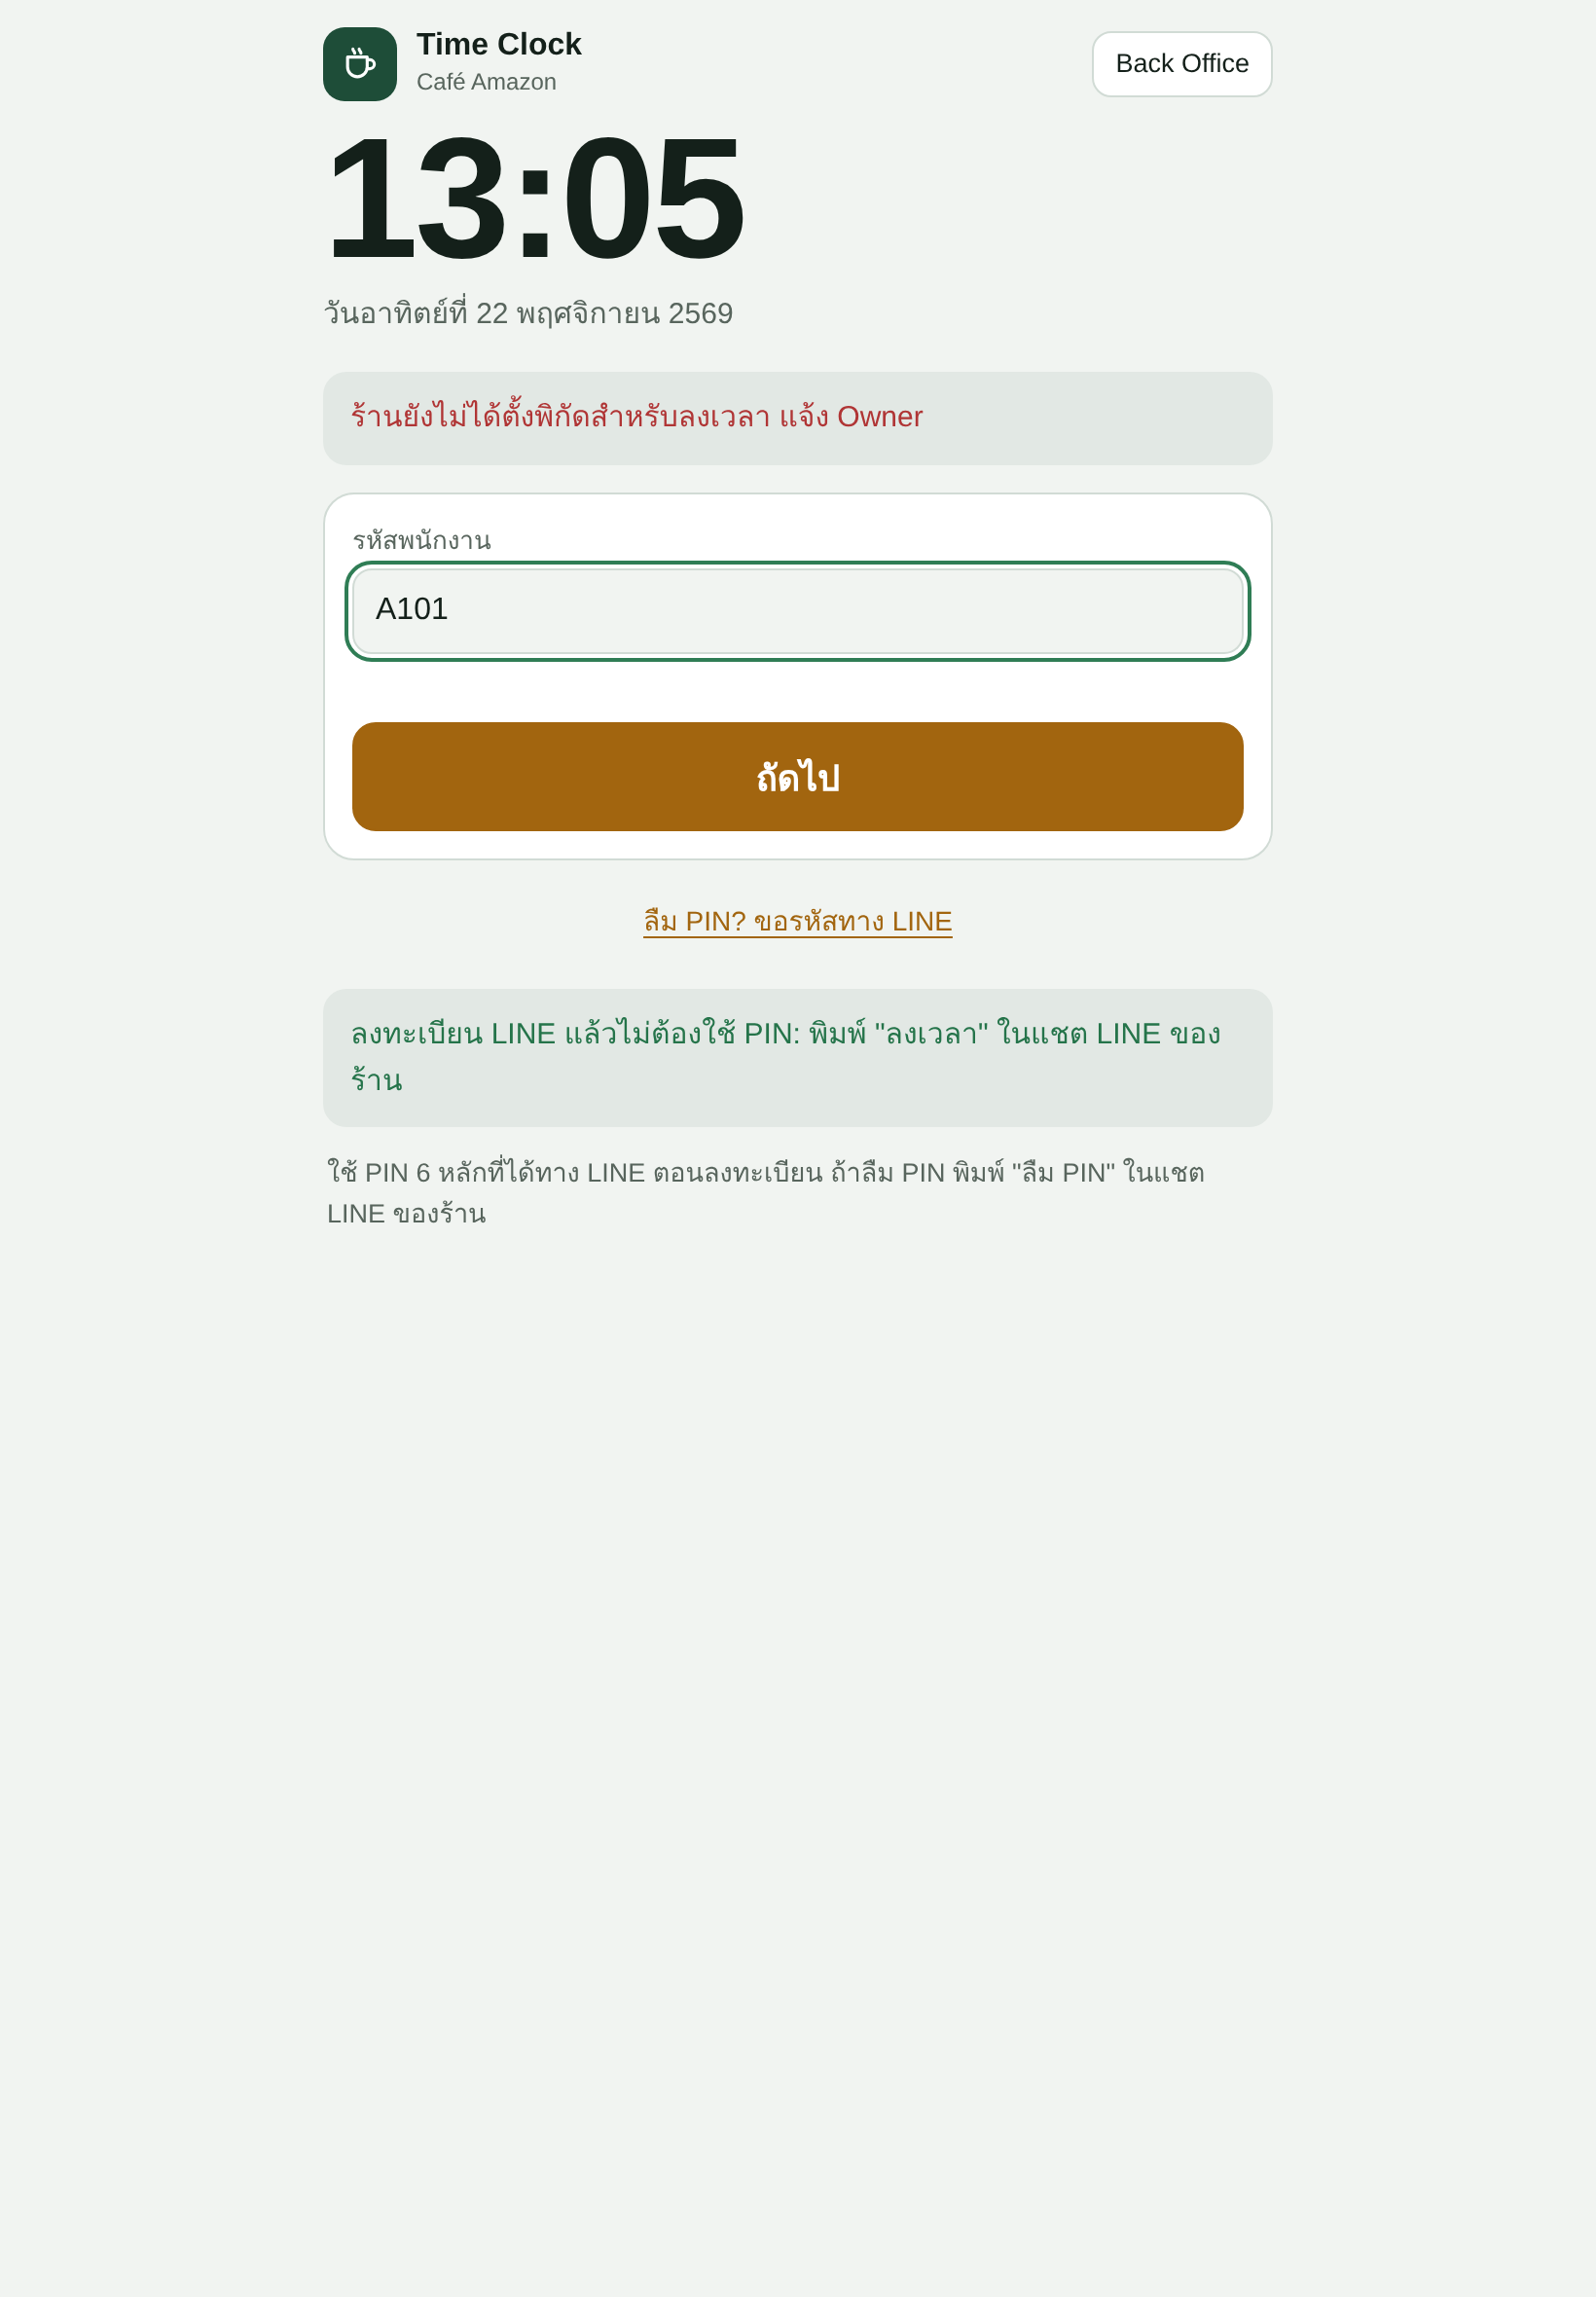 Time Clock
Café Amazon
Back Office
13:05
วันอาทิตย์ที่ 22 พฤศจิกายน 2569
ร้านยังไม่ได้ตั้งพิกัดสำหรับลงเวลา แจ้ง Owner
รหัสพนักงาน
A101
ถัดไป
ลืม PIN? ขอรหัสทาง LINE
ลงทะเบียน LINE แล้วไม่ต้องใช้ PIN: พิมพ์ "ลงเวลา" ในแชต LINE ของ
ร้าน
ใช้ PIN 6 หลักที่ได้ทาง LINE ตอนลงทะเบียน ถ้าลืม PIN พิมพ์ "ลืม PIN" ในแชต
LINE ของร้าน